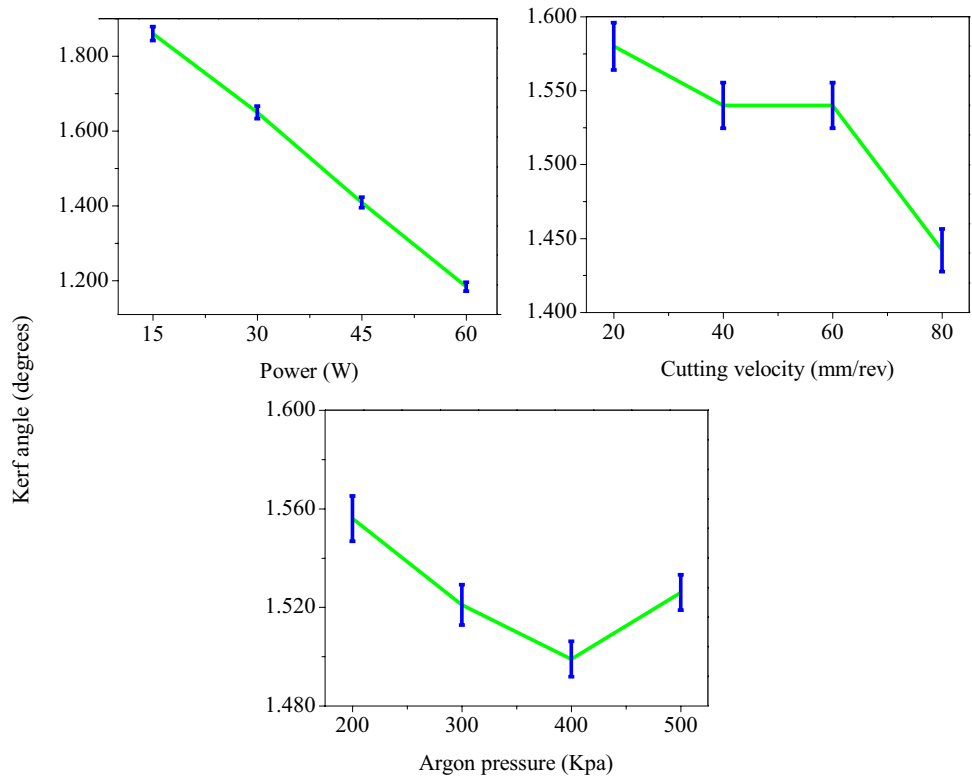 Kerf angle (degrees)
1.800
1.600
1.400
1.200
15 30 45 60
Power (W)
1.600
1.550
1.500
1.450
1.400
20 40 60 80
Cutting velocity (mm/rev)
1.600
1.560
1.520
1.480
200 300 400 500
Argon pressure (Kpa)